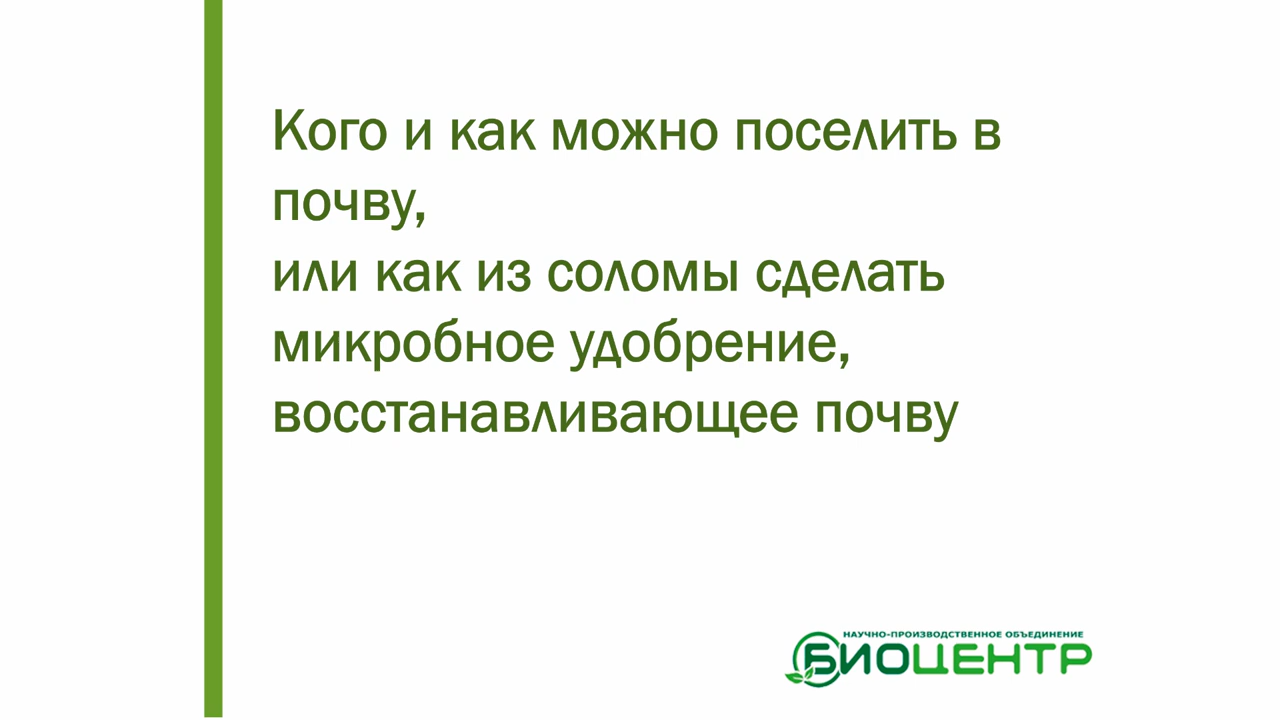 Кого и как можно поселить в
почву,
или как из соломы сделать
микробное удобрение,
восстанавливающее почву
НАУЧНО-ПРОИЗВОДСТВЕННОЕ ОБЪЕДИНЕНИЕ
БИОЦЕНТР